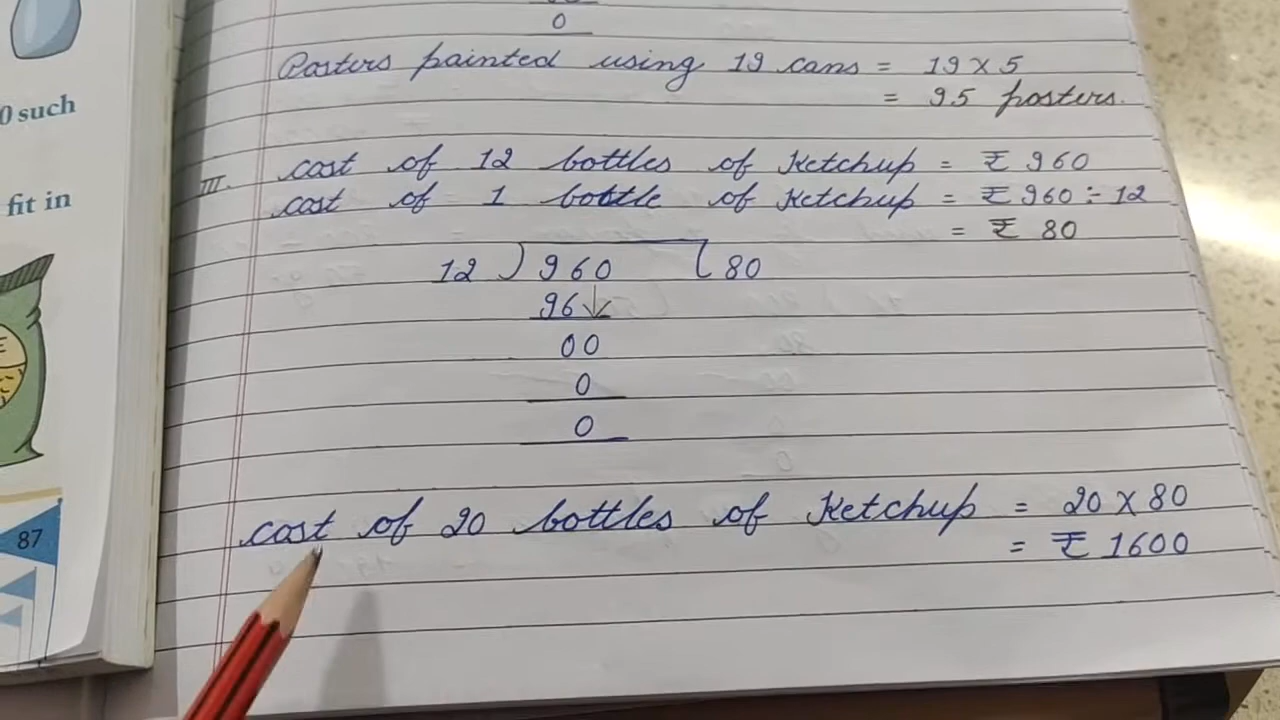 0 such
fit in
87
0
Posters painted using 19 cans = 19 X 5
= 95 posters.
III. cost of 12 bottles of Ketchup = ₹ 960
cost of 1 bottle of Ketchup = ₹ 960 ÷ 12
= ₹ 80
12 ) 960 ( 80
96 ↓
00
0
0
cost of 20 bottles of Ketchup = 20 X 80
= ₹ 1600